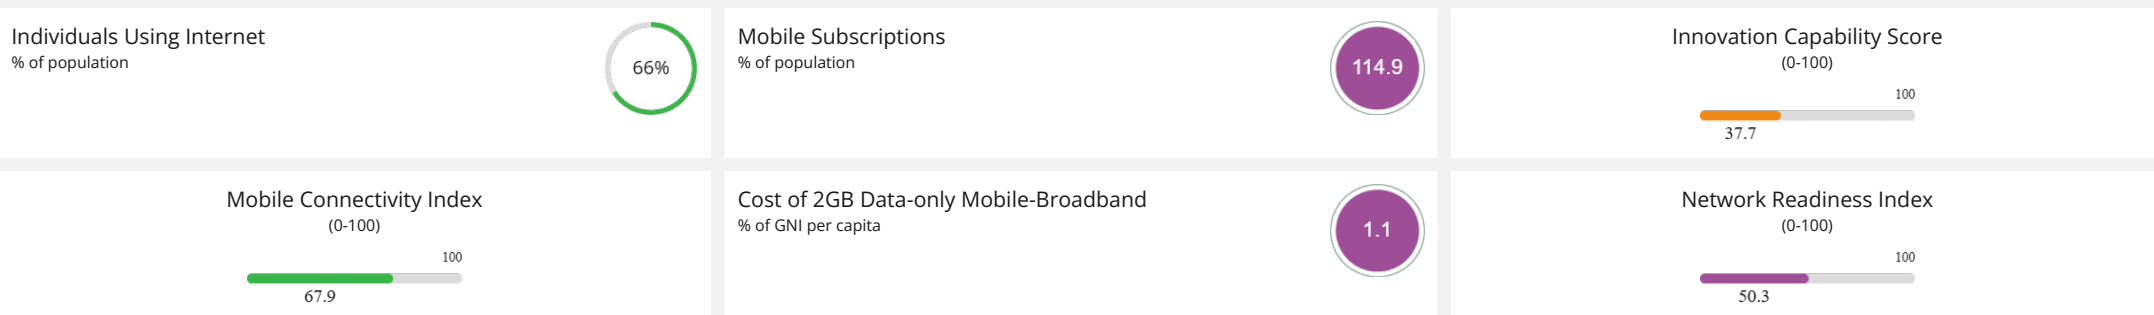 Individuals Using Internet
% of population
66%
Mobile Subscriptions
% of population
114.9
Innovation Capability Score
(0-100)
100
37.7
Mobile Connectivity Index
(0-100)
100
67.9
Cost of 2GB Data-only Mobile-Broadband
% of GNI per capita
1.1
Network Readiness Index
(0-100)
100
50.3